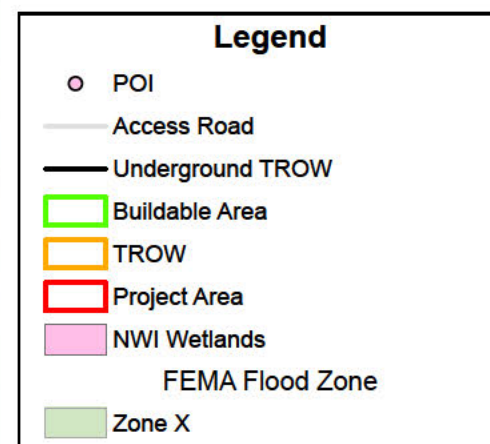 Legend
POI
Access Road
Underground TROW
Buildable Area
TROW
Project Area
NWI Wetlands
FEMA Flood Zone
Zone X